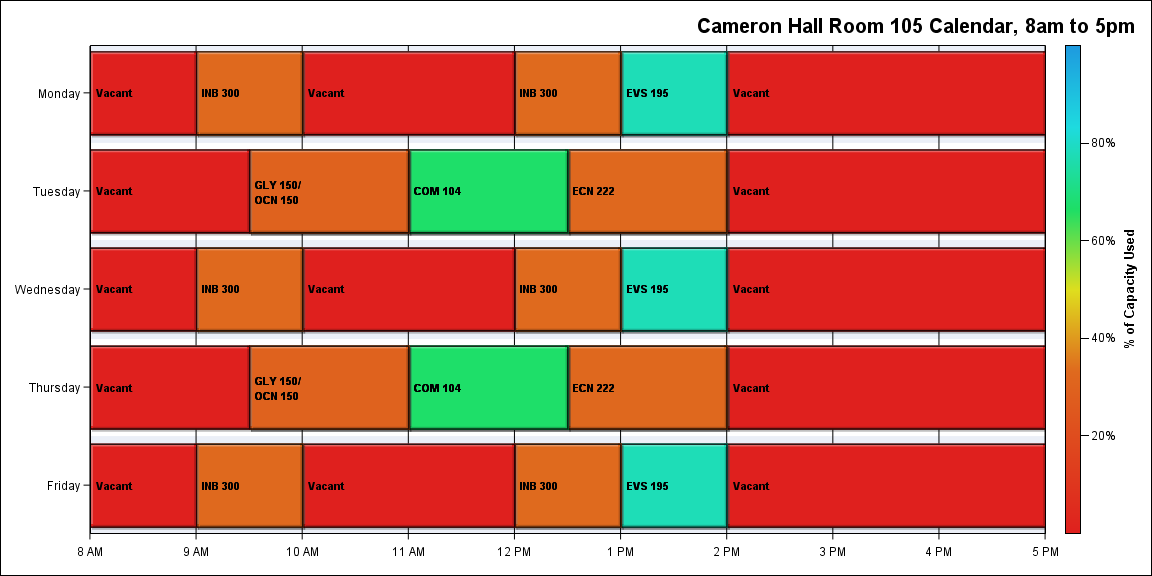 Cameron Hall Room 105 Calendar, 8am to 5pm
Monday
Vacant
INB 300
Vacant
INB 300
EVS 195
Vacant
Tuesday
Vacant
GLY 150/
OCN 150
COM 104
ECN 222
Vacant
Wednesday
Vacant
INB 300
Vacant
INB 300
EVS 195
Vacant
Thursday
Vacant
GLY 150/
OCN 150
COM 104
ECN 222
Vacant
Friday
Vacant
INB 300
Vacant
INB 300
EVS 195
Vacant
8 AM
9 AM
10 AM
11 AM
12 PM
1 PM
2 PM
3 PM
4 PM
5 PM
80%
60%
40%
20%
% of Capacity Used